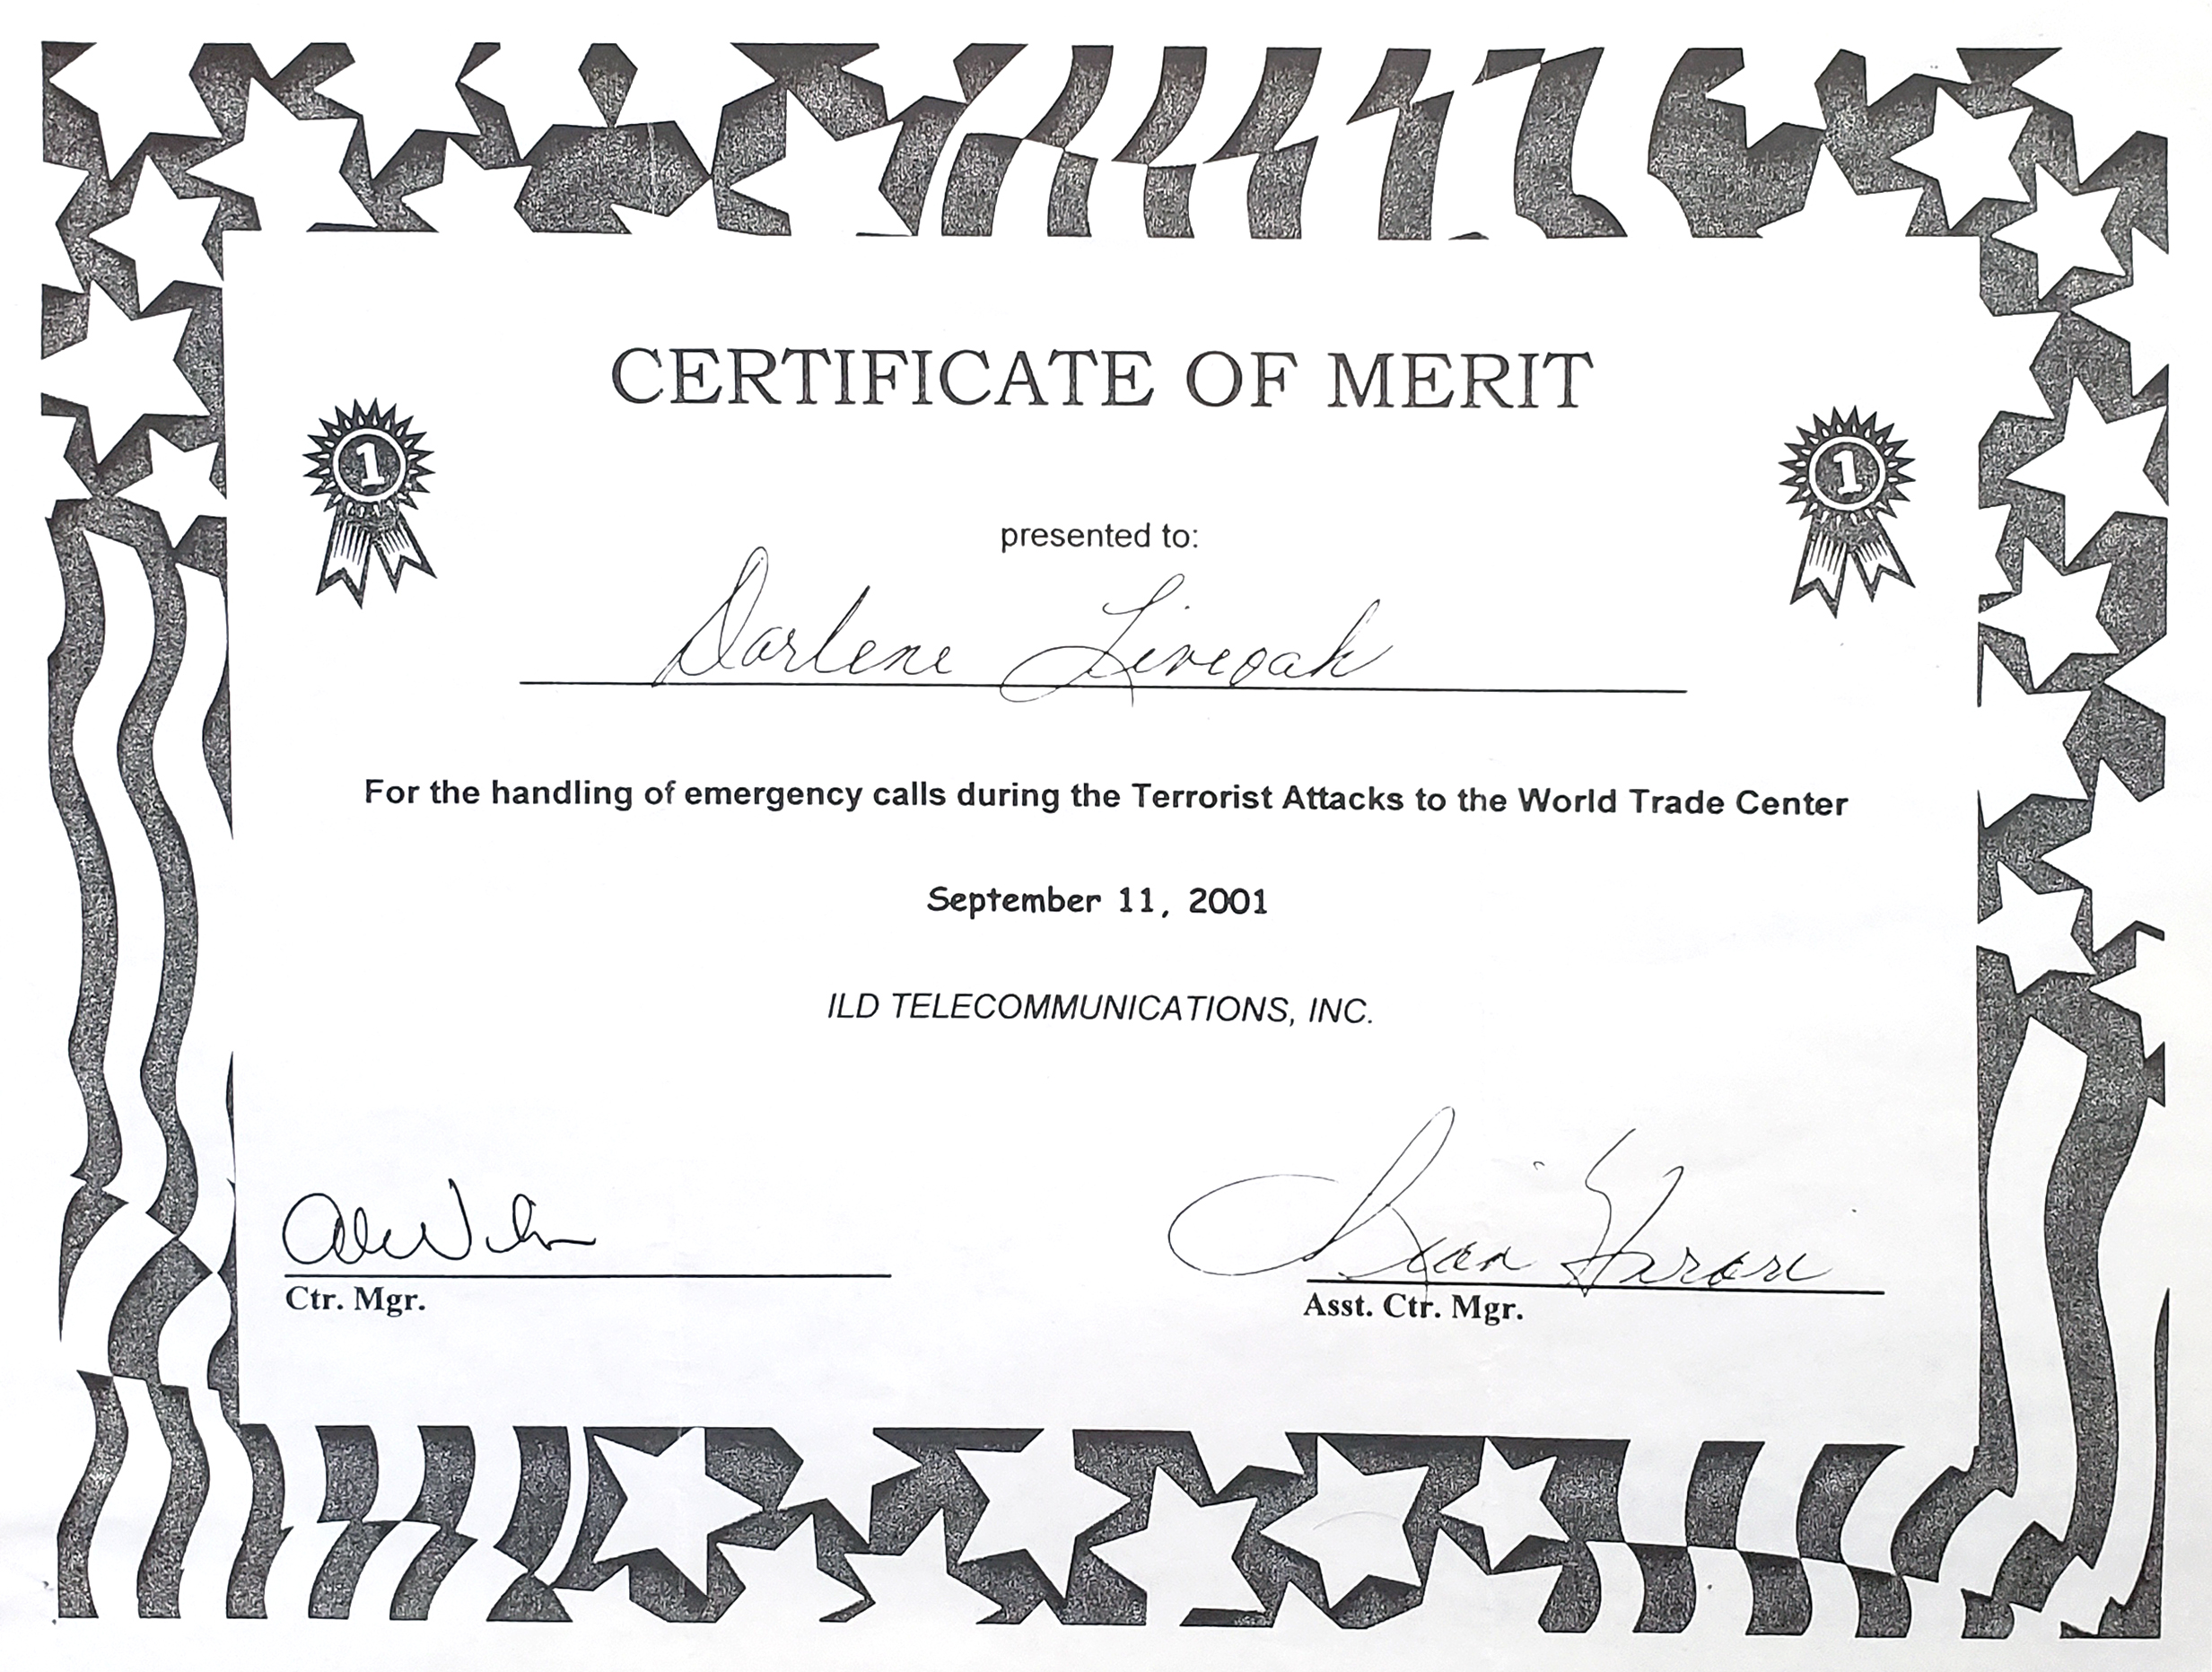 CERTIFICATE OF MERIT
1
1
presented to:
Darlene Liveoak
For the handling of emergency calls during the Terrorist Attacks to the World Trade Center
September 11, 2001
ILD TELECOMMUNICATIONS, INC.
Ctr. Mgr.
Asst. Ctr. Mgr.